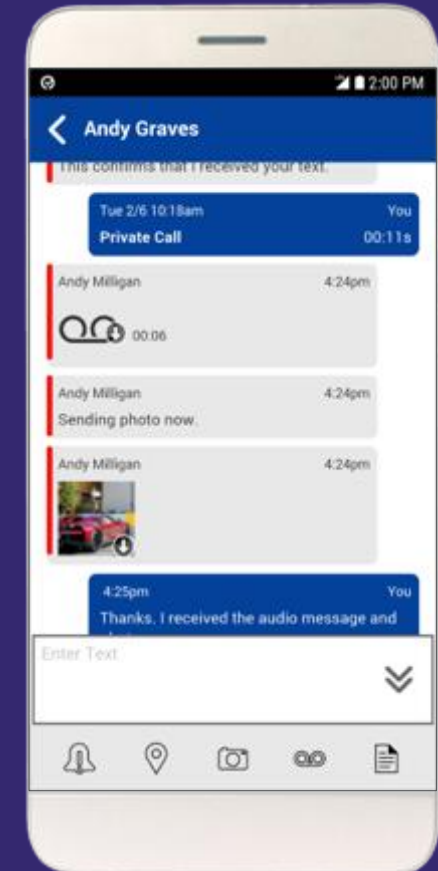 2:00 PM
Andy Graves
This confirms that I received your text.
Tue 2/6 10:18am You
Private Call 00:11s
Andy Milligan 4:24pm
00:06
Andy Milligan 4:24pm
Sending photo now.
Andy Milligan 4:24pm
4:25pm You
Thanks. I received the audio message and
Enter Text